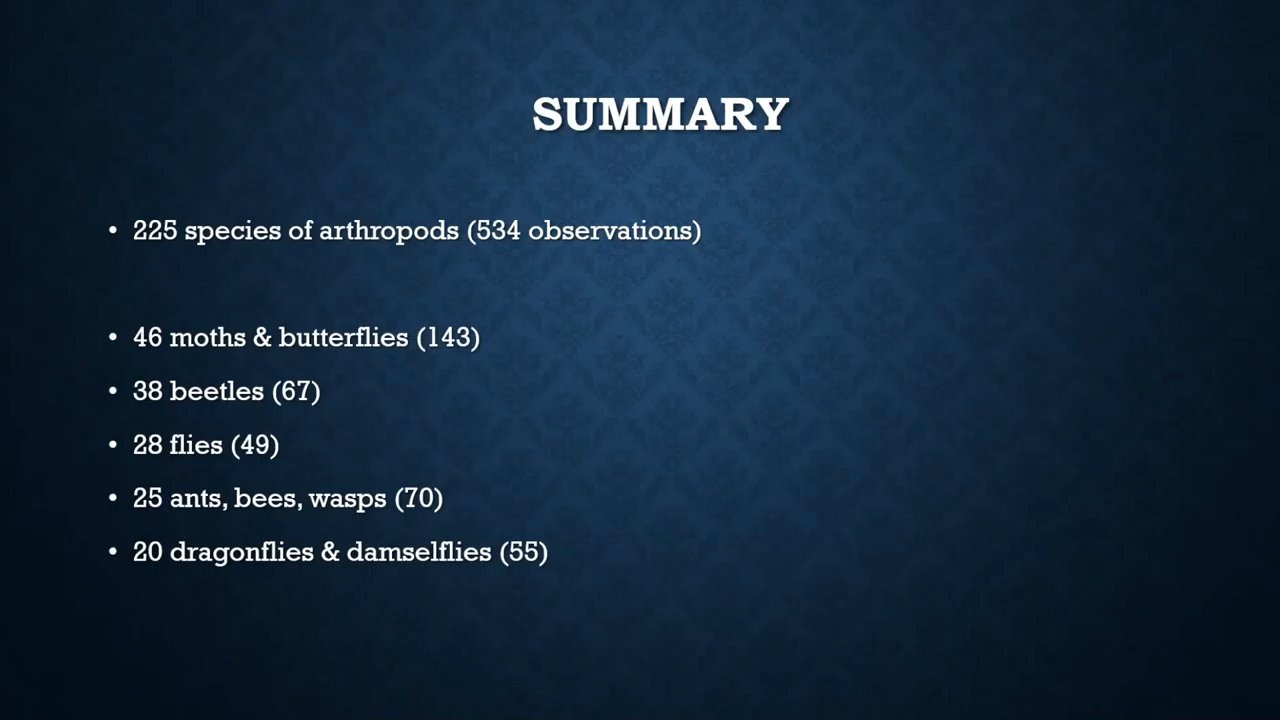 SUMMARY
• 225 species of arthropods (534 observations)
• 46 moths & butterflies (143)
• 38 beetles (67)
• 28 flies (49)
• 25 ants, bees, wasps (70)
• 20 dragonflies & damselflies (55)